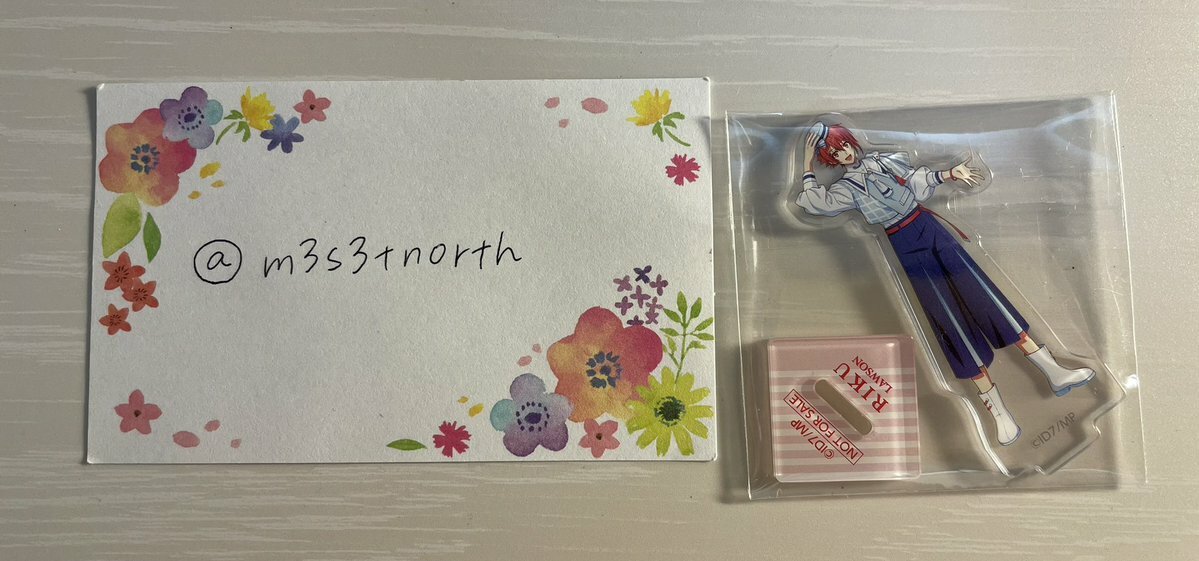 @ m3s3tnorth
RIKU
LAWSON
NOT FOR SALE
©ID7/MP
©ID7/MP